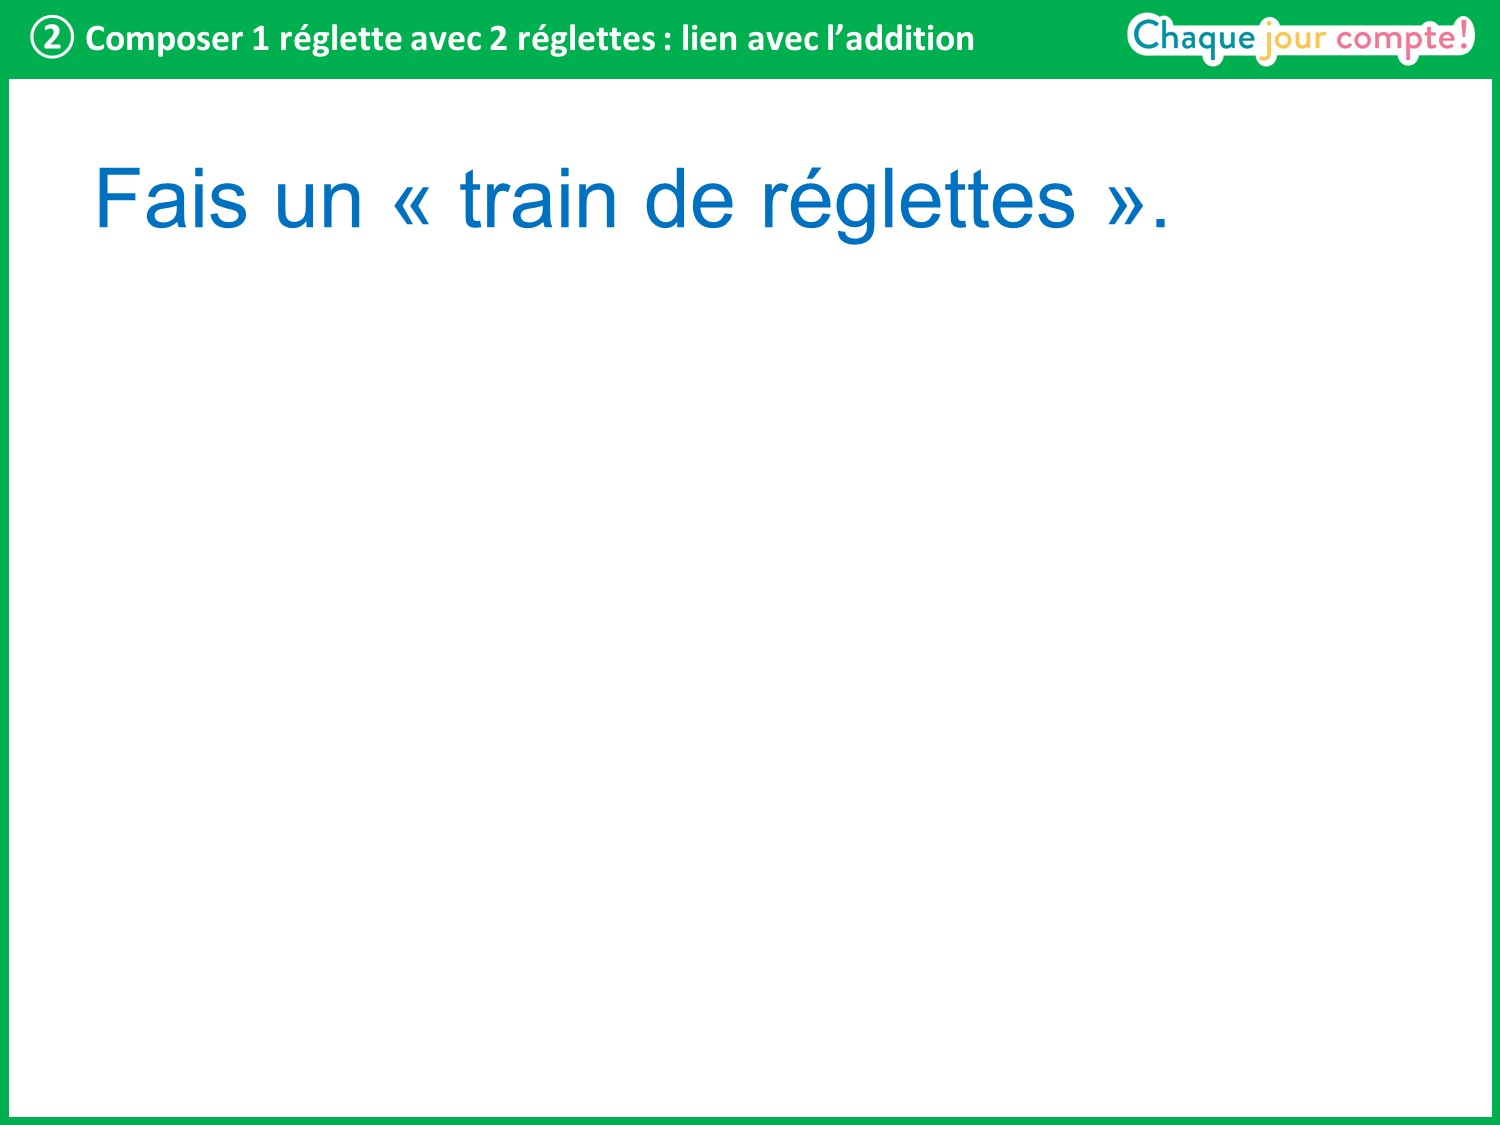 ② Composer 1 réglette avec 2 réglettes : lien avec l’addition
Chaque jour compte!
Fais un « train de réglettes ».